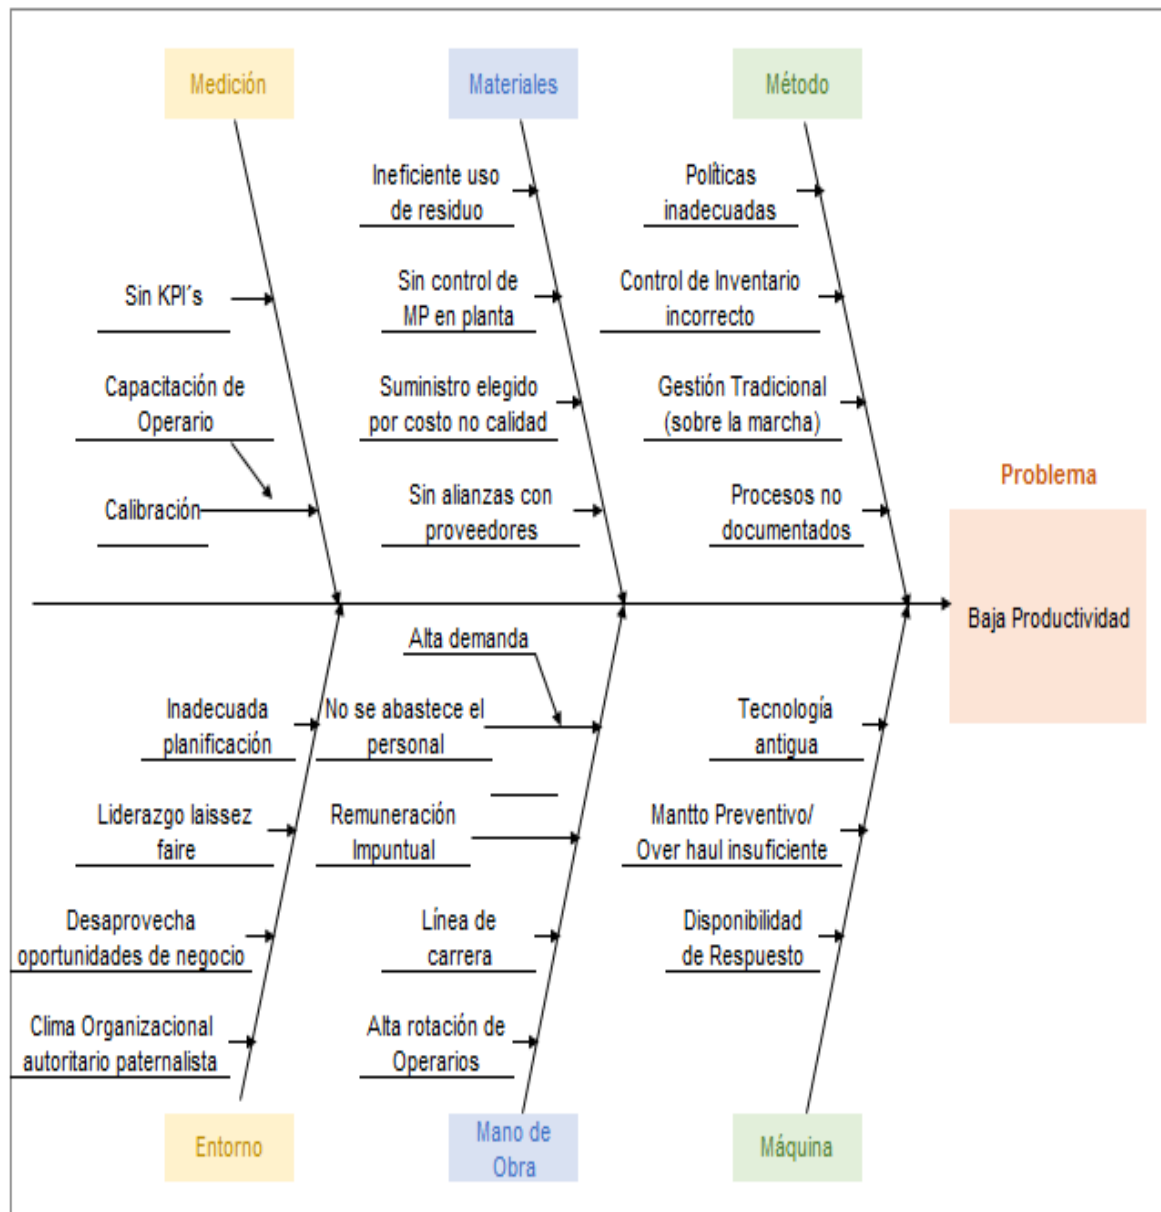 Medición
Materiales
Método
Ineficiente uso
de residuo
Políticas
inadecuadas
Sin KPI´s
Sin control de
MP en planta
Control de Inventario
incorrecto
Capacitación de
Operario
Suministro elegido
por costo no calidad
Gestión Tradicional
(sobre la marcha)
Calibración
Sin alianzas con
proveedores
Procesos no
documentados
Problema
Baja Productividad
Alta demanda
Inadecuada
planificación
No se abastece el
personal
Tecnología
antigua
Liderazgo laissez
faire
Remuneración
Impuntual
Mantto Preventivo/
Over haul insuficiente
Desaprovecha
oportunidades de negocio
Línea de
carrera
Disponibilidad
de Respuesto
Clima Organizacional
autoritario paternalista
Alta rotación de
Operarios
Entorno
Mano de
Obra
Máquina